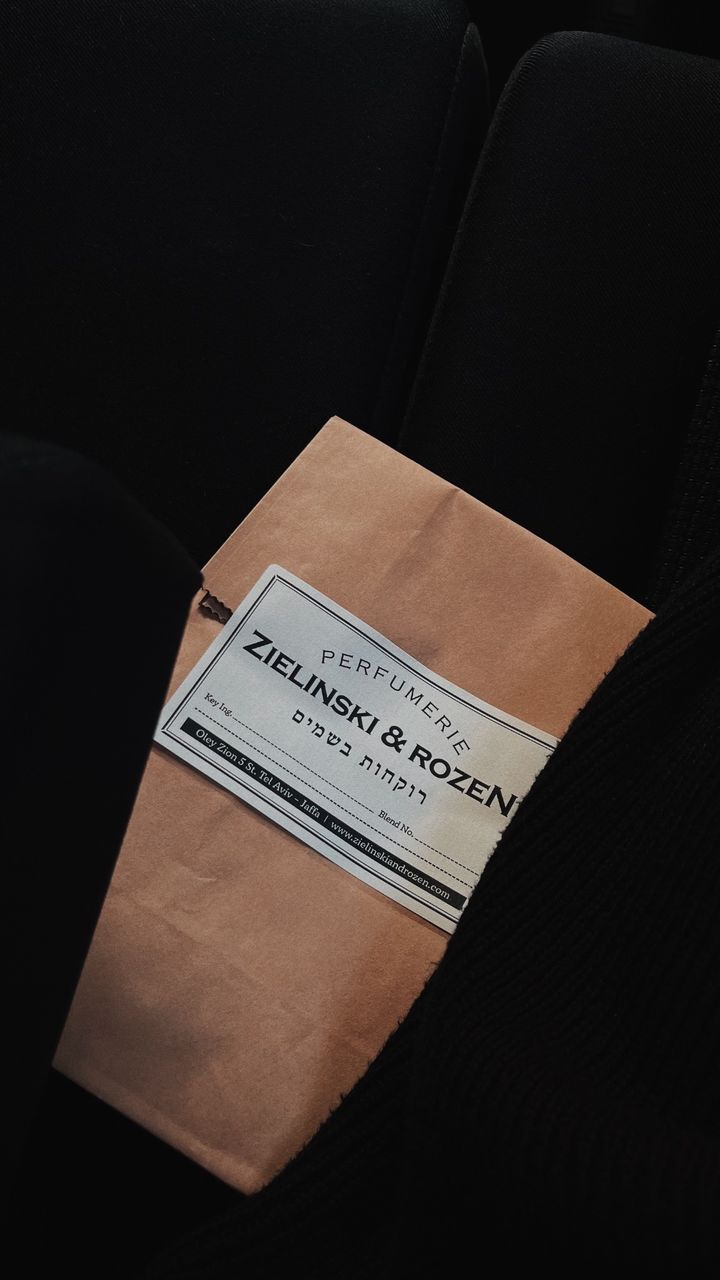 PERFUMERIE
ZIELINSKI & ROZEN
רוקחות בשמים
Key Ing.
Blend No.
Oley Zion 5 St. Tel Aviv - Jaffa | www.zielinskiandrozen.com